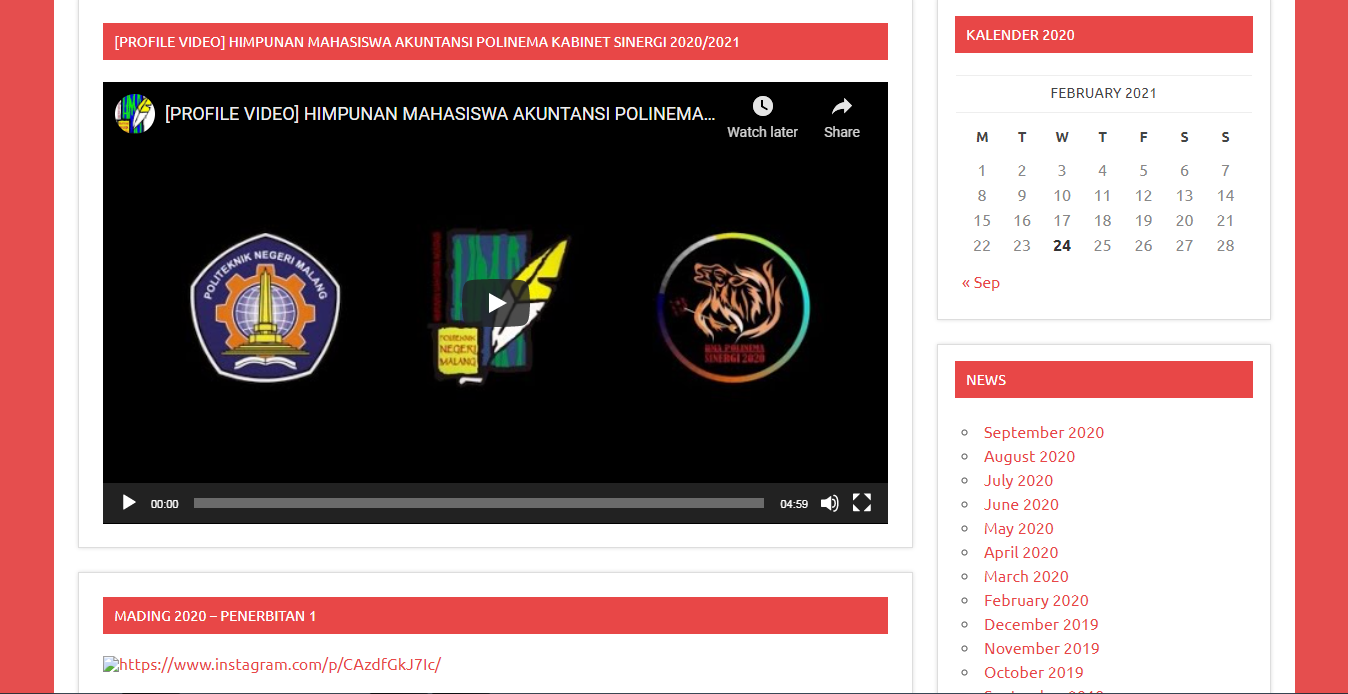 [PROFILE VIDEO] HIMPUNAN MAHASISWA AKUNTANSI POLINEMA KABINET SINERGI 2020/2021
[PROFILE VIDEO] HIMPUNAN MAHASISWA AKUNTANSI POLINEMA...
Watch later
Share
POLITEKNIK NEGERI MALANG
POLITEKNIK
NEGERI
MALANG
HMA POLINEMA
SINERGI 2020
00:00
04:59
MADING 2020 – PENERBITAN 1
https://www.instagram.com/p/CAzdfGkJ7Ic/
KALENDER 2020
FEBRUARY 2021
M T W T F S S
1 2 3 4 5 6 7
8 9 10 11 12 13 14
15 16 17 18 19 20 21
22 23 24 25 26 27 28
« Sep
NEWS
September 2020
August 2020
July 2020
June 2020
May 2020
April 2020
March 2020
February 2020
December 2019
November 2019
October 2019